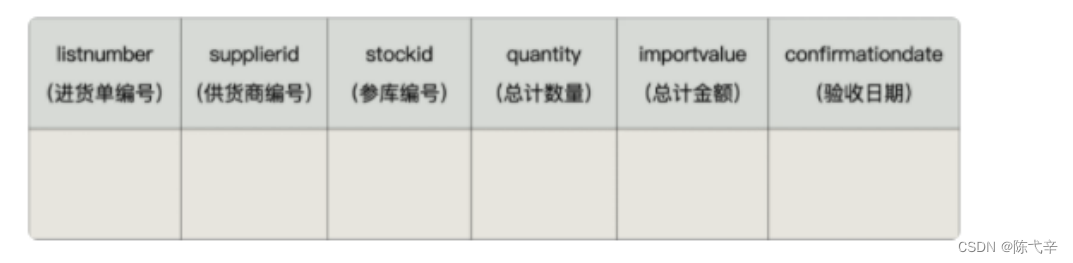 listnumber supplierid stockid quantity importvalue confirmationdate
（进货单编号） （供货商编号） （参库编号） （总计数量） （总计金额） （验收日期）
CSDN @陈弋辛